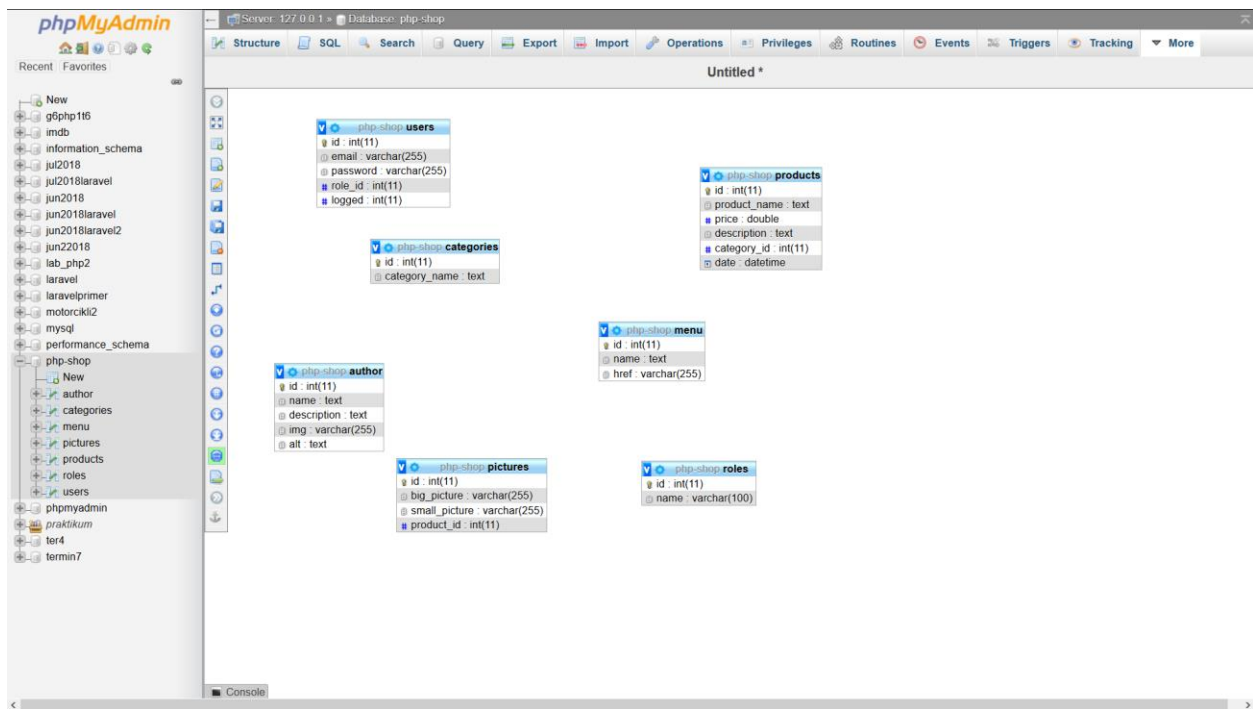 phpMyAdmin
Recent Favorites
New
g6php1t6
imdb
information_schema
jul2018
jul2018laravel
jun2018
jun2018laravel
jun2018laravel2
jun22018
lab_php2
laravel
laravelprimer
motorcikli2
mysql
performance_schema
php-shop
New
author
categories
menu
pictures
products
roles
users
phpmyadmin
praktikum
ter4
termin7
Server: 127.0.0.1 » Database: php-shop
Structure SQL Search Query Export Import Operations Privileges Routines Events Triggers Tracking More
Untitled *
php-shop users
id : int(11)
email : varchar(255)
password : varchar(255)
role_id : int(11)
logged : int(11)
php-shop products
id : int(11)
product_name : text
price : double
description : text
category_id : int(11)
date : datetime
php-shop categories
id : int(11)
category_name : text
php-shop menu
id : int(11)
name : text
href : varchar(255)
php-shop author
id : int(11)
name : text
description : text
img : varchar(255)
alt : text
php-shop pictures
id : int(11)
big_picture : varchar(255)
small_picture : varchar(255)
product_id : int(11)
php-shop roles
id : int(11)
name : varchar(100)
Console